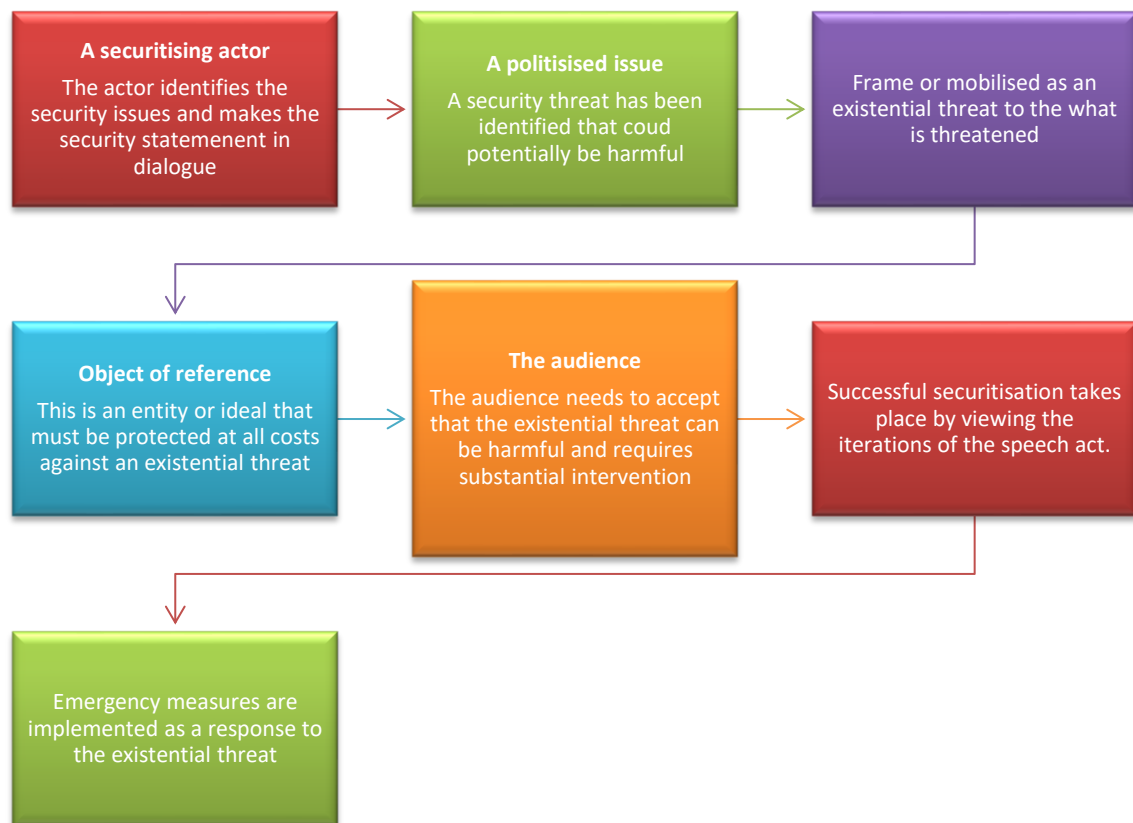 A securitising actor
The actor identifies the
security issues and makes the
security statemenent in
dialogue
A politisised issue
A security threat has been
identified that coud
potentially be harmful
Frame or mobilised as an
existential threat to the what
is threatened
Object of reference
This is an entity or ideal that
must be protected at all costs
against an existential threat
The audience
The audience needs to accept
that the existential threat can
be harmful and requires
substantial intervention
Successful securitisation takes
place by viewing the
iterations of the speech act.
Emergency measures are
implemented as a response to
the existential threat